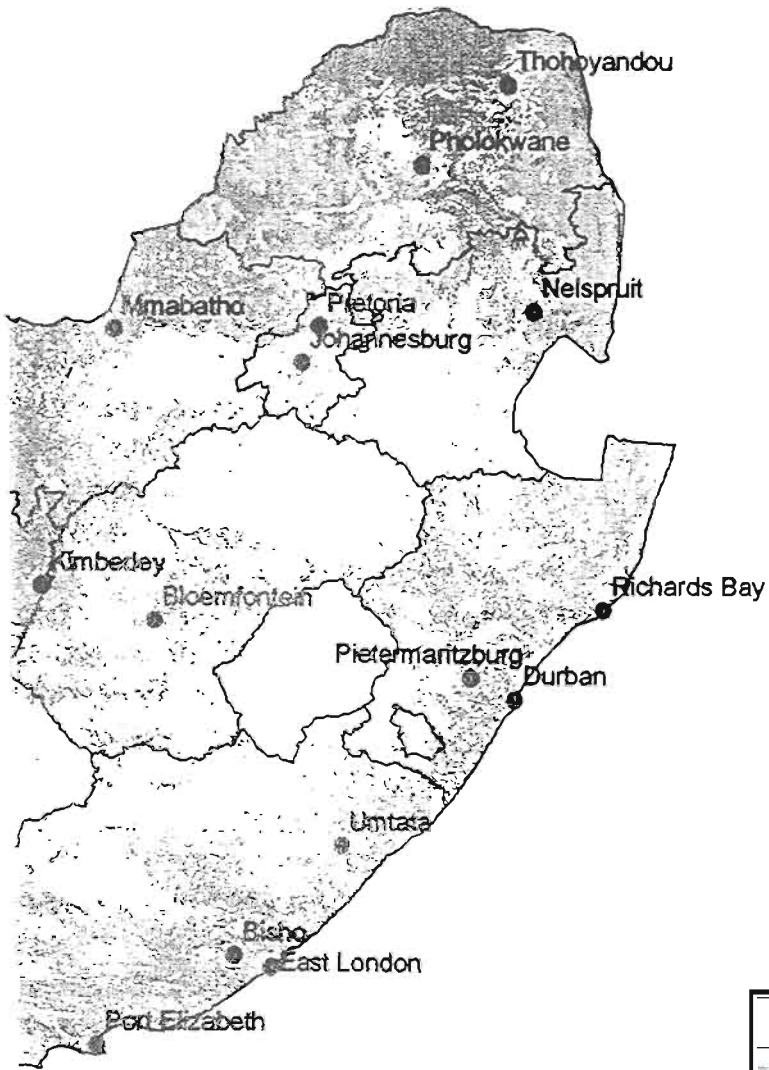 Thohoyandou
Pholokwane
Nelspruit
Mmabatho
Pretoria
Johannesburg
Kimberley
Richards Bay
Bloemfontein
Pietermaritzburg
Durban
Umtata
Bisho
East London
Port Elizabeth